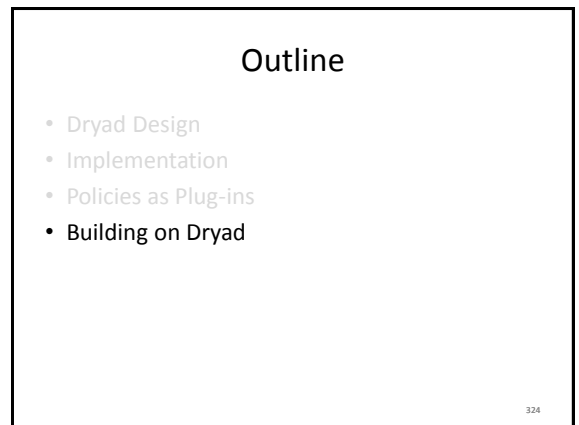 Outline
• Dryad Design
• Implementation
• Policies as Plug-ins
• Building on Dryad
324